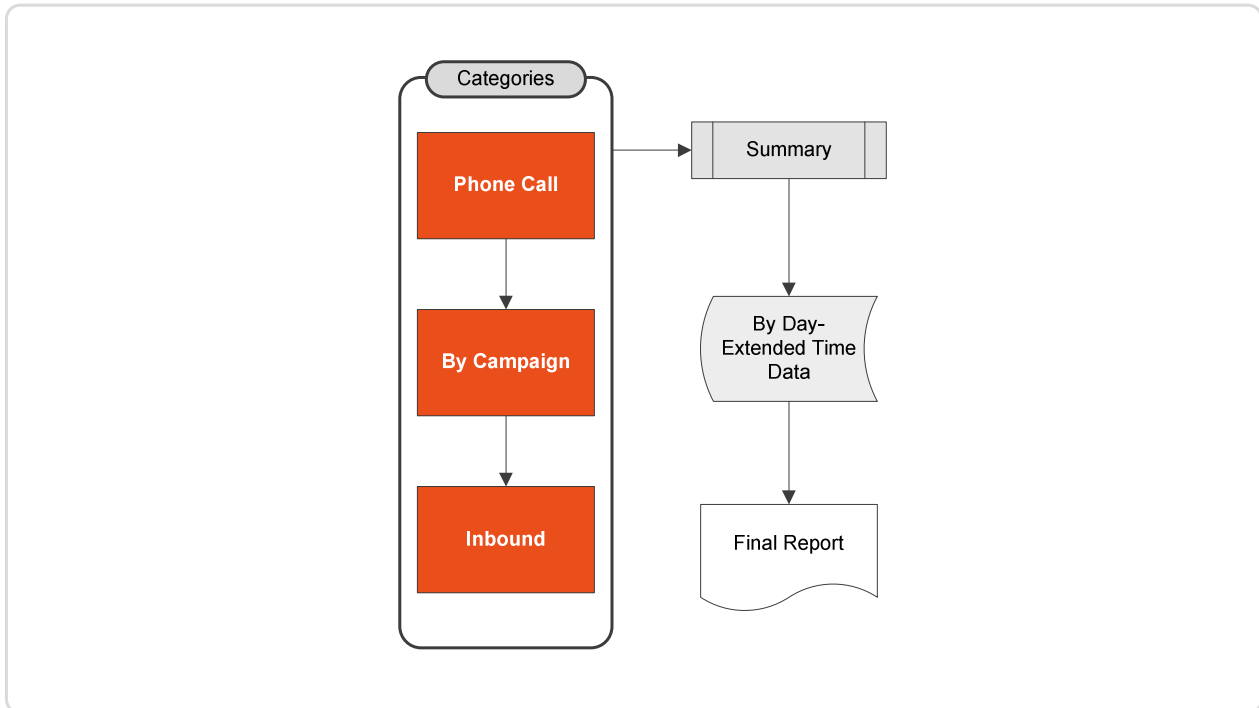 Categories
Phone Call
By Campaign
Inbound
Summary
By Day-
Extended Time
Data
Final Report